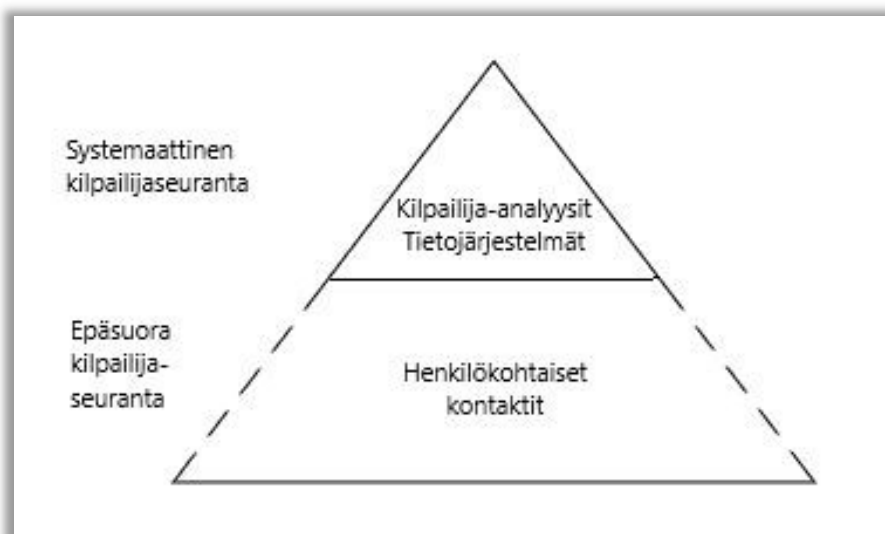 Systemaattinen
kilpailijaseuranta
Kilpailija-analyysit
Tietojärjestelmät
Epäsuora
kilpailija-
seuranta
Henkilökohtaiset
kontaktit